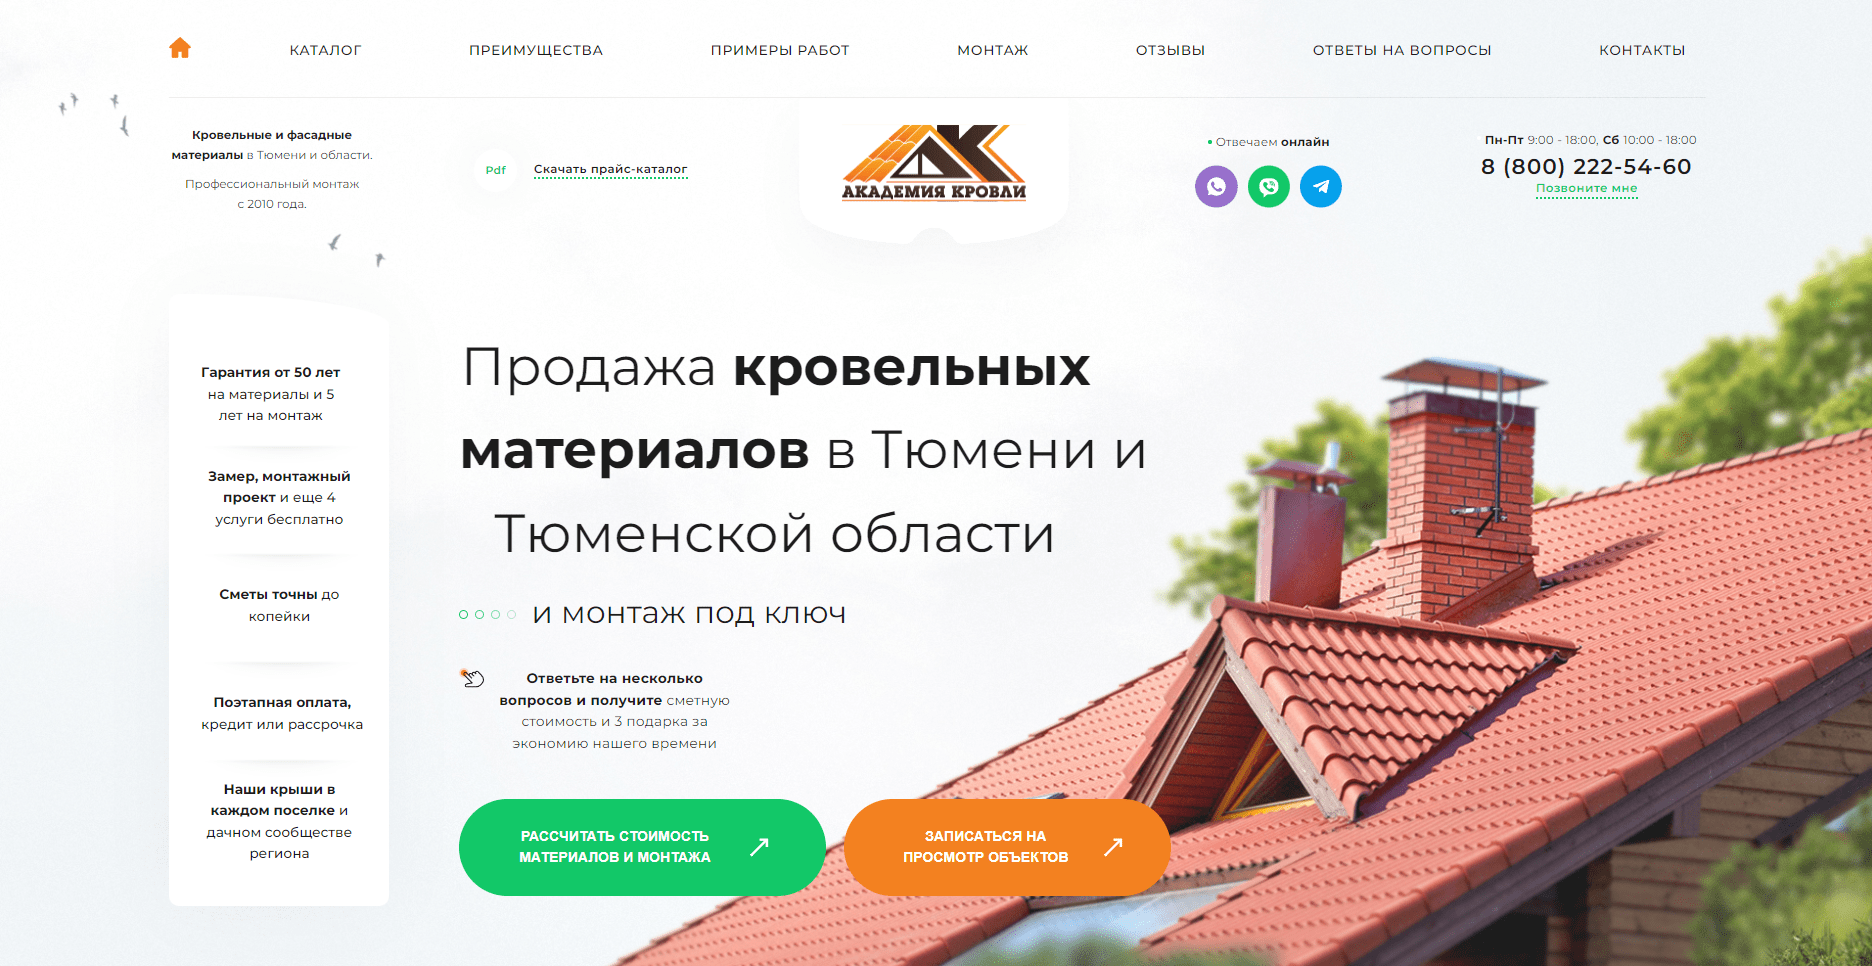 КАТАЛОГ
ПРЕИМУЩЕСТВА
ПРИМЕРЫ РАБОТ
МОНТАЖ
ОТЗЫВЫ
ОТВЕТЫ НА ВОПРОСЫ
КОНТАКТЫ
Кровельные и фасадные
материалы в Тюмени и области.
Профессиональный монтаж
с 2010 года.
Pdf
Скачать прайс-каталог
АК
АКАДЕМИЯ КРОВЛИ
Отвечаем онлайн
Пн-Пт 9:00 - 18:00, Сб 10:00 - 18:00
8 (800) 222-54-60
Позвоните мне
Гарантия от 50 лет
на материалы и 5
лет на монтаж
Замер, монтажный
проект и еще 4
услуги бесплатно
Сметы точны до
копейки
Поэтапная оплата,
кредит или рассрочка
Наши крыши в
каждом поселке и
дачном сообществе
региона
Продажа кровельных
материалов в Тюмени и
Тюменской области
и монтаж под ключ
Ответьте на несколько
вопросов и получите сметную
стоимость и 3 подарка за
экономию нашего времени
РАССЧИТАТЬ СТОИМОСТЬ
МАТЕРИАЛОВ И МОНТАЖА
ЗАПИСАТЬСЯ НА
ПРОСМОТР ОБЪЕКТОВ